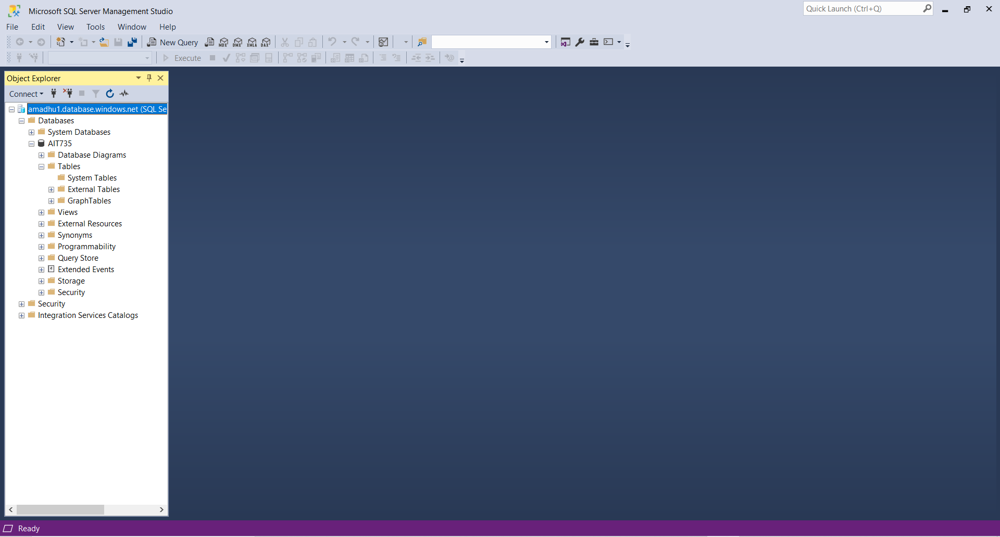 Microsoft SQL Server Management Studio
Quick Launch (Ctrl+Q)
File Edit View Tools Window Help
New Query MDX DMX XMLA DAX
Execute
Object Explorer
Connect
amadhu1.database.windows.net (SQL Se
Databases
System Databases
AIT735
Database Diagrams
Tables
System Tables
External Tables
GraphTables
Views
External Resources
Synonyms
Programmability
Query Store
Extended Events
Storage
Security
Security
Integration Services Catalogs
Ready